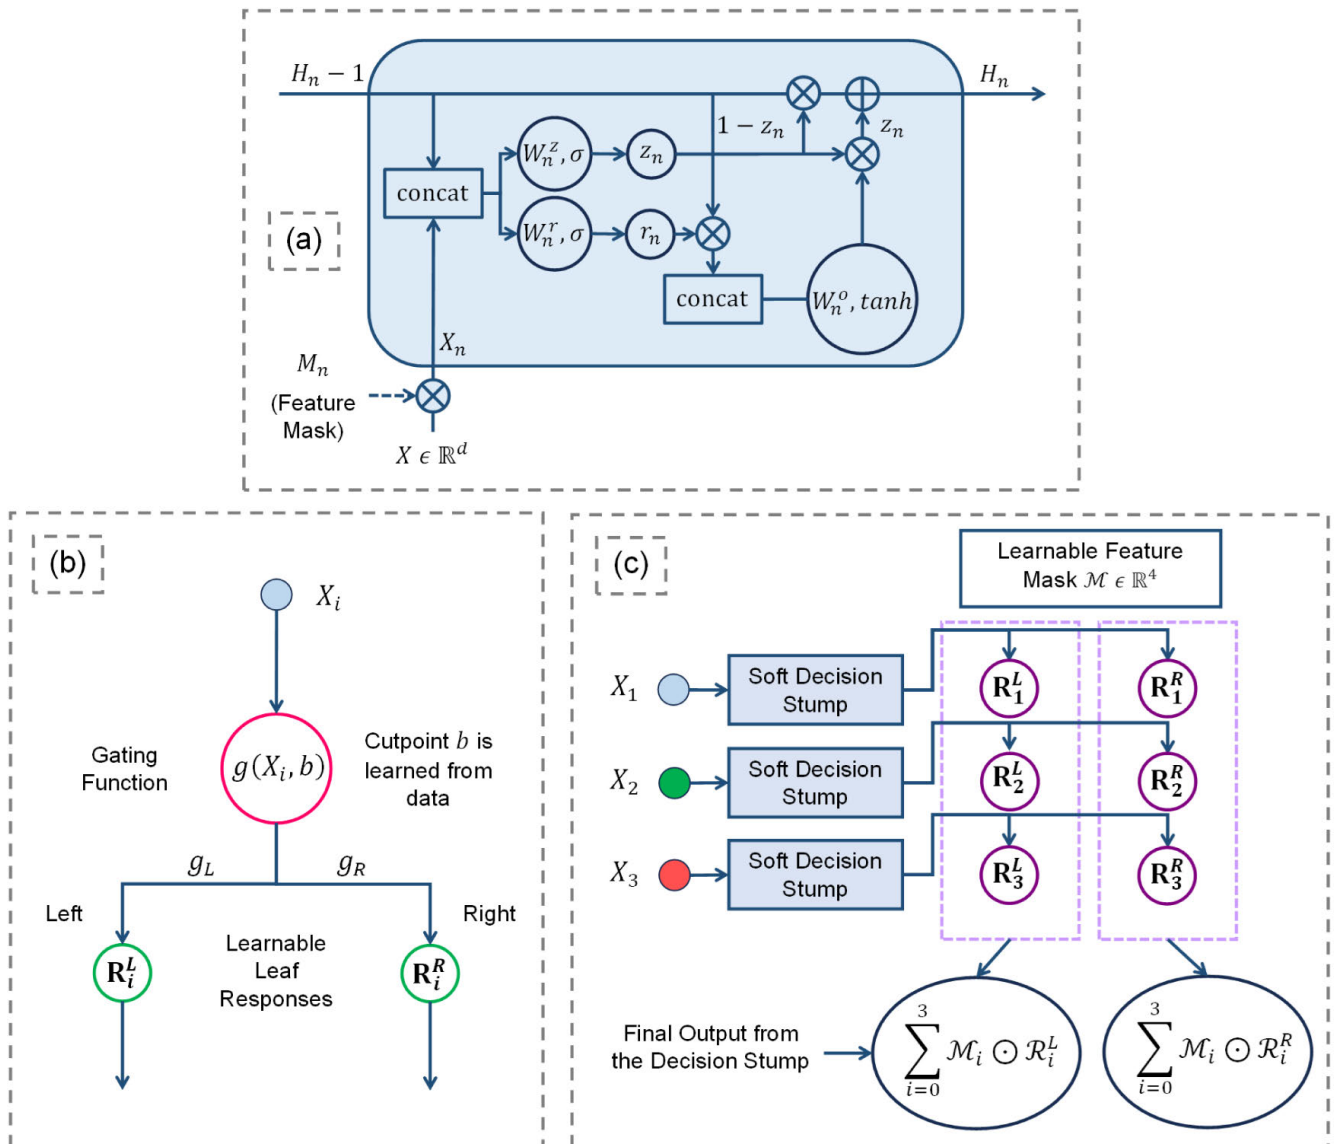 (a)
H_n − 1
H_n
1 − z_n
z_n
W_n^z, σ
z_n
concat
W_n^r, σ
r_n
concat
W_n^o, tanh
X_n
M_n
(Feature
Mask)
X ϵ ℝ^d
(b)
X_i
Gating
Function
g(X_i, b)
Cutpoint b is
learned from
data
g_L
g_R
Left
Right
Learnable
Leaf
Responses
R_i^L
R_i^R
(c)
Learnable Feature
Mask ℳ ϵ ℝ^4
X_1
Soft Decision
Stump
R_1^L
R_1^R
X_2
Soft Decision
Stump
R_2^L
R_2^R
X_3
Soft Decision
Stump
R_3^L
R_3^R
Final Output from
the Decision Stump
∑_{i=0}^{3} ℳ_i ⊙ ℛ_i^L
∑_{i=0}^{3} ℳ_i ⊙ ℛ_i^R